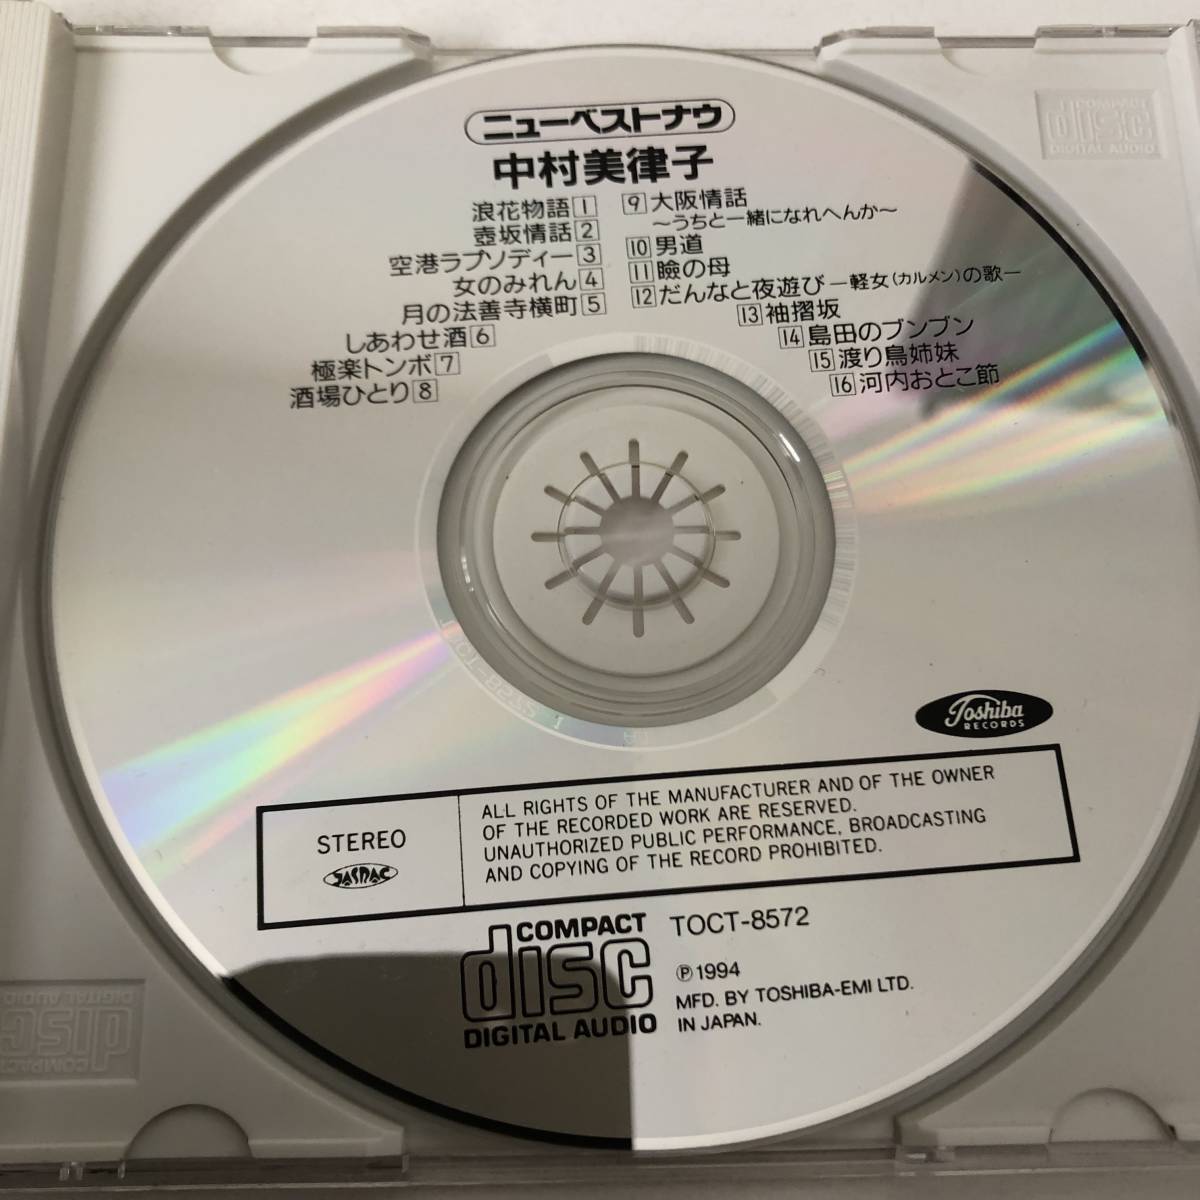 ニューベストナウ
中村美律子
浪花物語 1
壺坂情話 2
空港ラプソディー 3
女のみれん 4
月の法善寺横町 5
しあわせ酒 6
極楽トンボ 7
酒場ひとり 8
9 大阪情話
～うちと一緒になれへんか～
10 男道
11 瞼の母
12 だんなと夜遊び－軽女(カルメン)の歌－
13 袖摺坂
14 島田のブンブン
15 渡り鳥姉妹
16 河内おとこ節
Toshiba
RECORDS
STEREO
JASRAC
ALL RIGHTS OF THE MANUFACTURER AND OF THE OWNER
OF THE RECORDED WORK ARE RESERVED.
UNAUTHORIZED PUBLIC PERFORMANCE, BROADCASTING
AND COPYING OF THE RECORD PROHIBITED.
COMPACT
disc
DIGITAL AUDIO
TOCT-8572
Ⓟ1994
MFD. BY TOSHIBA-EMI LTD.
IN JAPAN.
COMPACT
disc
DIGITAL AUDIO
COMPACT
disc
DIGITAL AUDIO